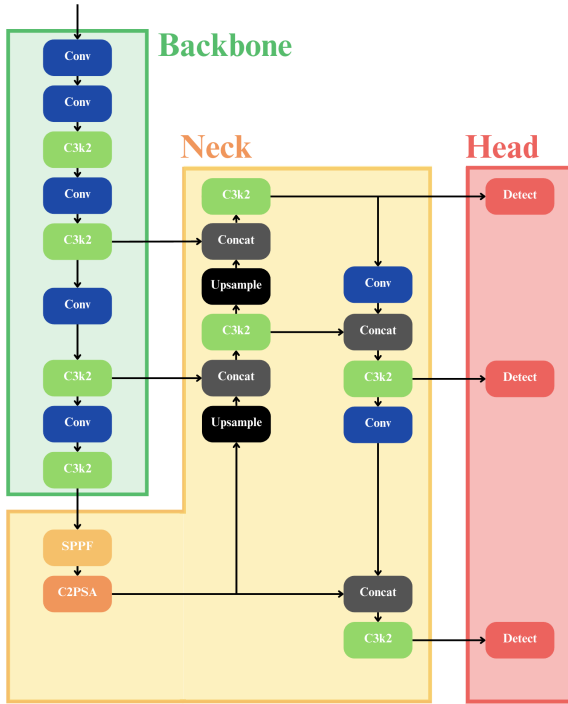 Backbone
Conv
Conv
C3k2
Conv
C3k2
Conv
C3k2
Conv
C3k2
SPPF
C2PSA
Neck
C3k2
Concat
Upsample
C3k2
Concat
Upsample
Conv
Concat
C3k2
Conv
Concat
C3k2
Head
Detect
Detect
Detect